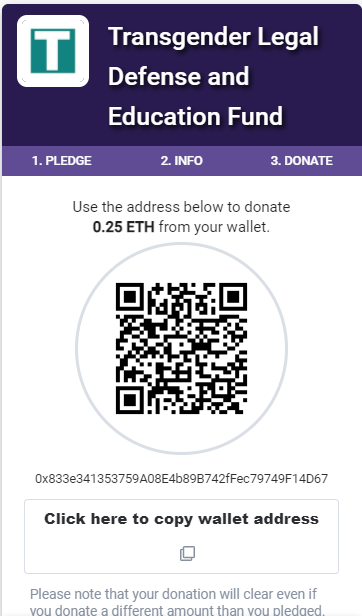 T
Transgender Legal
Defense and
Education Fund
1. PLEDGE 2. INFO 3. DONATE
Use the address below to donate
0.25 ETH from your wallet.
0x833e341353759A08E4b89B742fFec79749F14D67
Click here to copy wallet address
Please note that your donation will clear even if
you donate a different amount than you pledged.